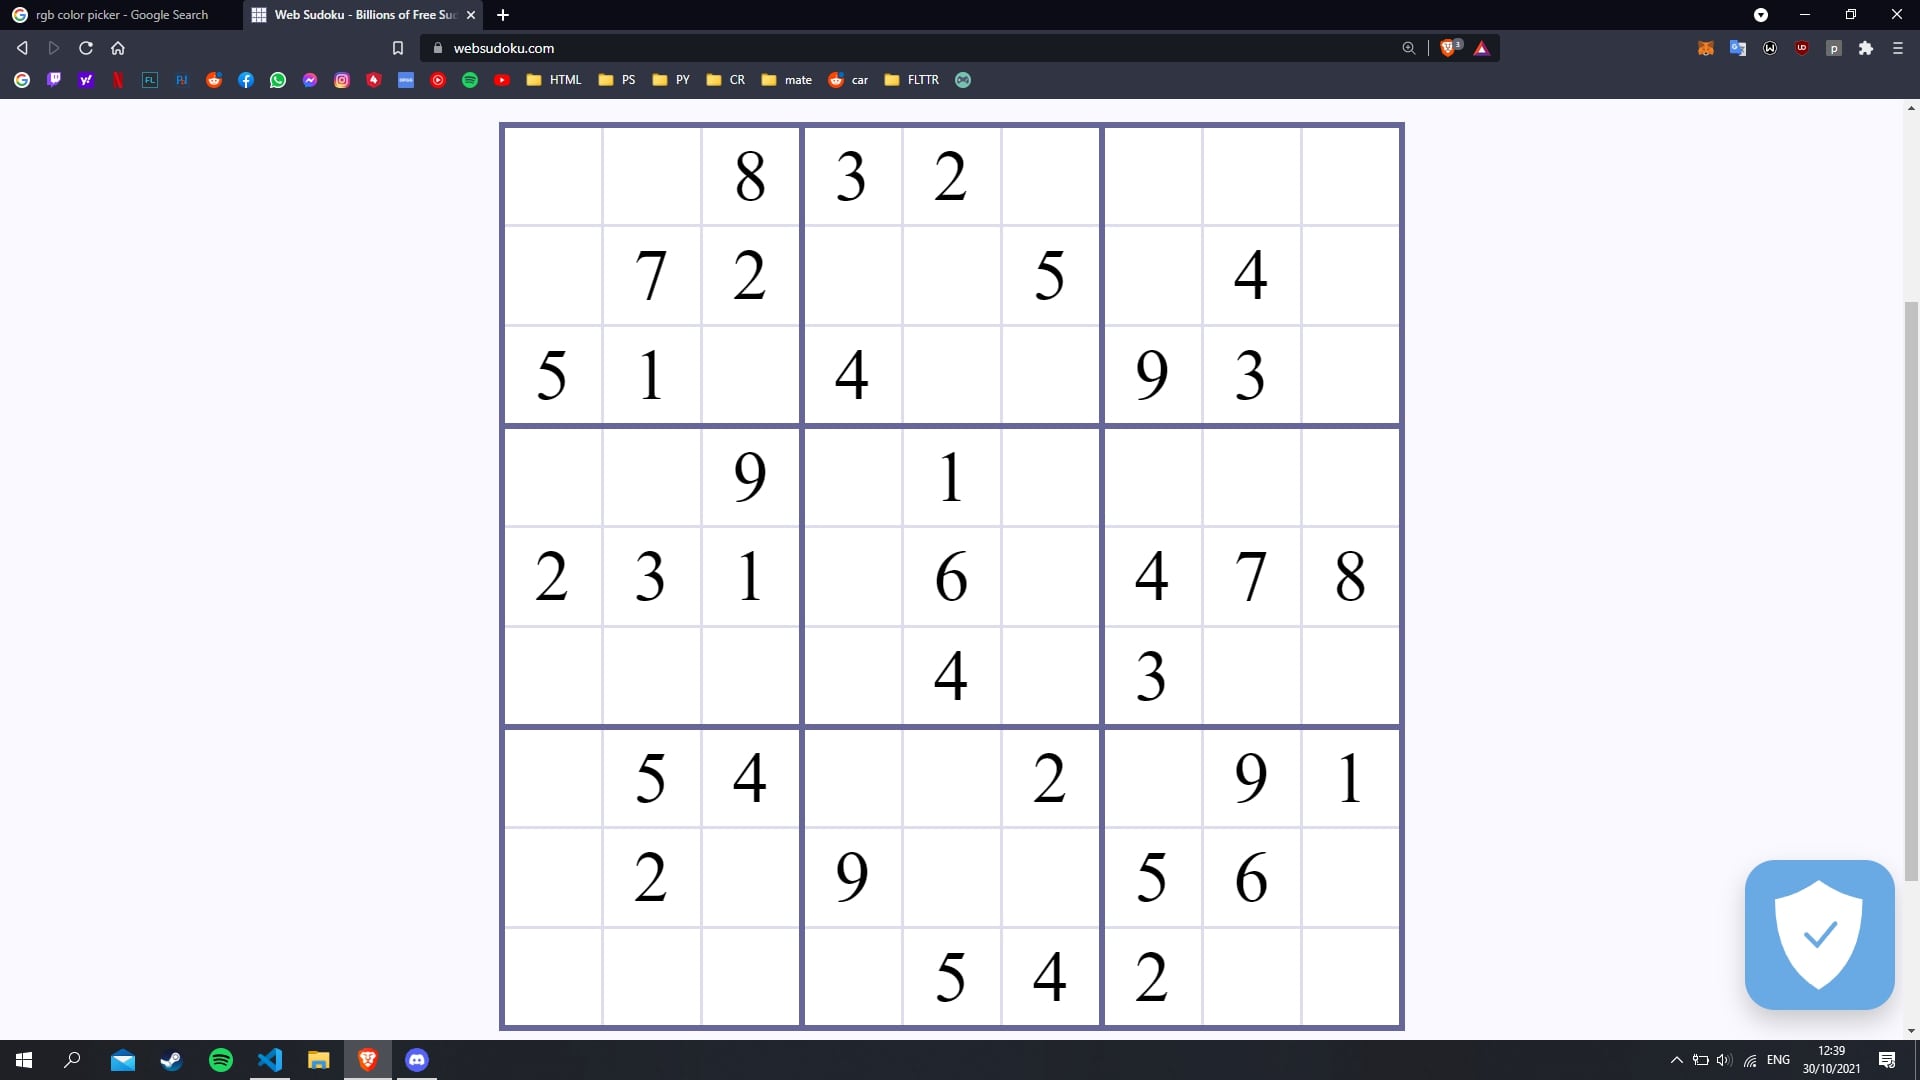 rgb color picker - Google Search
Web Sudoku - Billions of Free Suc
websudoku.com
3
HTML PS PY CR mate car FLTTR
8 3 2
7 2 5 4
5 1 4 9 3
9 1
2 3 1 6 4 7 8
4 3
5 4 2 9 1
2 9 5 6
5 4 2
ENG
12:39
30/10/2021